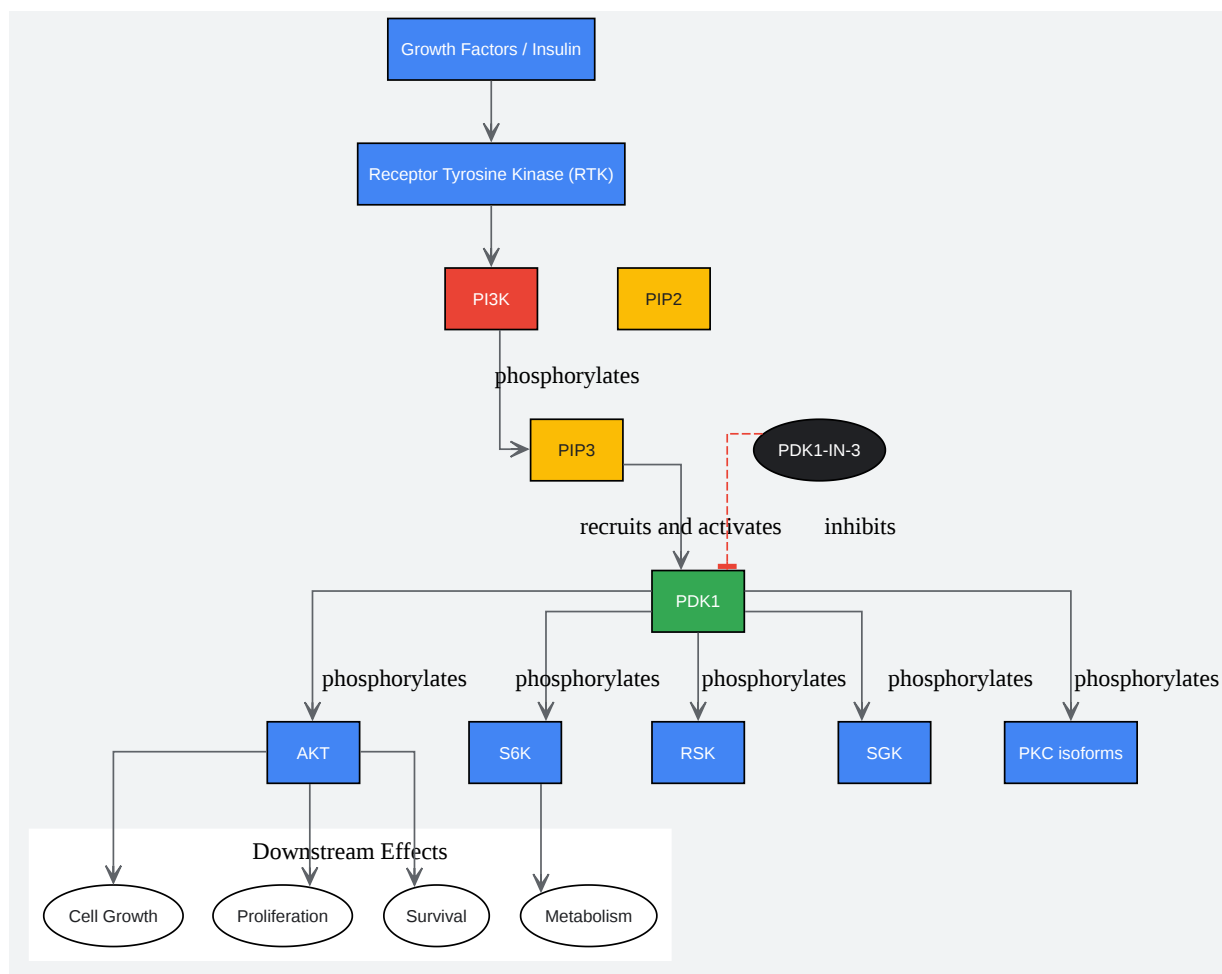 Growth Factors / Insulin
Receptor Tyrosine Kinase (RTK)
PI3K
PIP2
phosphorylates
PIP3
PDK1-IN-3
recruits and activates
inhibits
PDK1
phosphorylates
phosphorylates
phosphorylates
phosphorylates
phosphorylates
AKT
S6K
RSK
SGK
PKC isoforms
Downstream Effects
Cell Growth
Proliferation
Survival
Metabolism